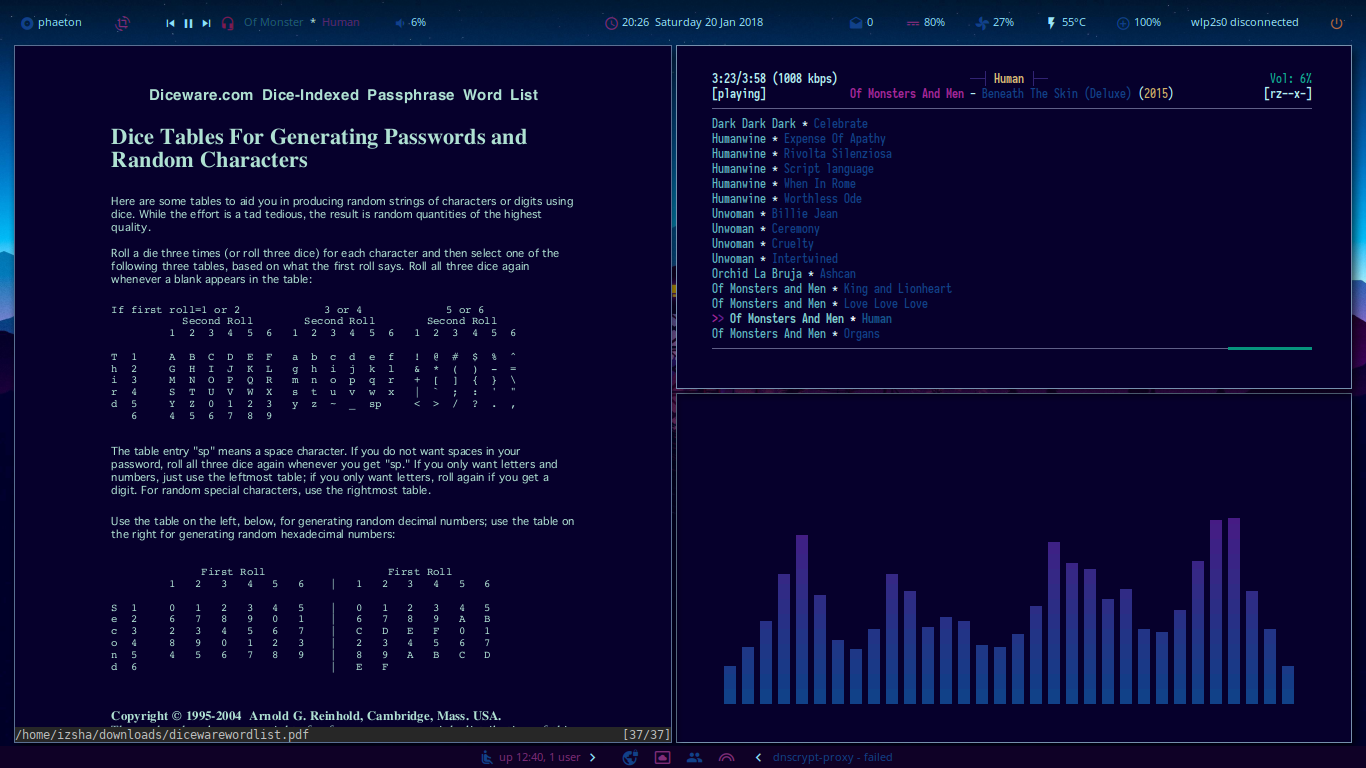 phaeton Of Monster * Human 6% 20:26 Saturday 20 Jan 2018 0 80% 27% 55°C 100% wlp2s0 disconnected
Diceware.com Dice-Indexed Passphrase Word List
Dice Tables For Generating Passwords and
Random Characters
Here are some tables to aid you in producing random strings of characters or digits using
dice. While the effort is a tad tedious, the result is random quantities of the highest
quality.
Roll a die three times (or roll three dice) for each character and then select one of the
following three tables, based on what the first roll says. Roll all three dice again
whenever a blank appears in the table:
If first roll=1 or 2 3 or 4 5 or 6
Second Roll Second Roll Second Roll
1 2 3 4 5 6 1 2 3 4 5 6 1 2 3 4 5 6
T 1 A B C D E F a b c d e f ! @ # $ % ^
h 2 G H I J K L g h i j k l & * ( ) - =
i 3 M N O P Q R m n o p q r + [ ] { } \
r 4 S T U V W X s t u v w x | ` ; : ' "
d 5 Y Z 0 1 2 3 y z ~ _ sp < > / ? . ,
6 4 5 6 7 8 9
The table entry "sp" means a space character. If you do not want spaces in your
password, roll all three dice again whenever you get "sp." If you only want letters and
numbers, just use the leftmost table; if you only want letters, roll again if you get a
digit. For random special characters, use the rightmost table.
Use the table on the left, below, for generating random decimal numbers; use the table on
the right for generating random hexadecimal numbers:
First Roll First Roll
1 2 3 4 5 6 | 1 2 3 4 5 6
S 1 0 1 2 3 4 5 | 0 1 2 3 4 5
e 2 6 7 8 9 0 1 | 6 7 8 9 A B
c 3 2 3 4 5 6 7 | C D E F 0 1
o 4 8 9 0 1 2 3 | 2 3 4 5 6 7
n 5 4 5 6 7 8 9 | 8 9 A B C D
d 6 | E F
Copyright © 1995-2004 Arnold G. Reinhold, Cambridge, Mass. USA.
/home/izsha/downloads/dicewarewordlist.pdf [37/37]
3:23/3:58 (1008 kbps) Human Vol: 6%
[playing] Of Monsters And Men - Beneath The Skin (Deluxe) (2015) [rz--x-]
Dark Dark Dark * Celebrate
Humanwine * Expense Of Apathy
Humanwine * Rivolta Silenziosa
Humanwine * Script language
Humanwine * When In Rome
Humanwine * Worthless Ode
Unwoman * Billie Jean
Unwoman * Ceremony
Unwoman * Cruelty
Unwoman * Intertwined
Orchid La Bruja * Ashcan
Of Monsters and Men * King and Lionheart
Of Monsters and Men * Love Love Love
>> Of Monsters And Men * Human
Of Monsters And Men * Organs
up 12:40, 1 user dnscrypt-proxy - failed